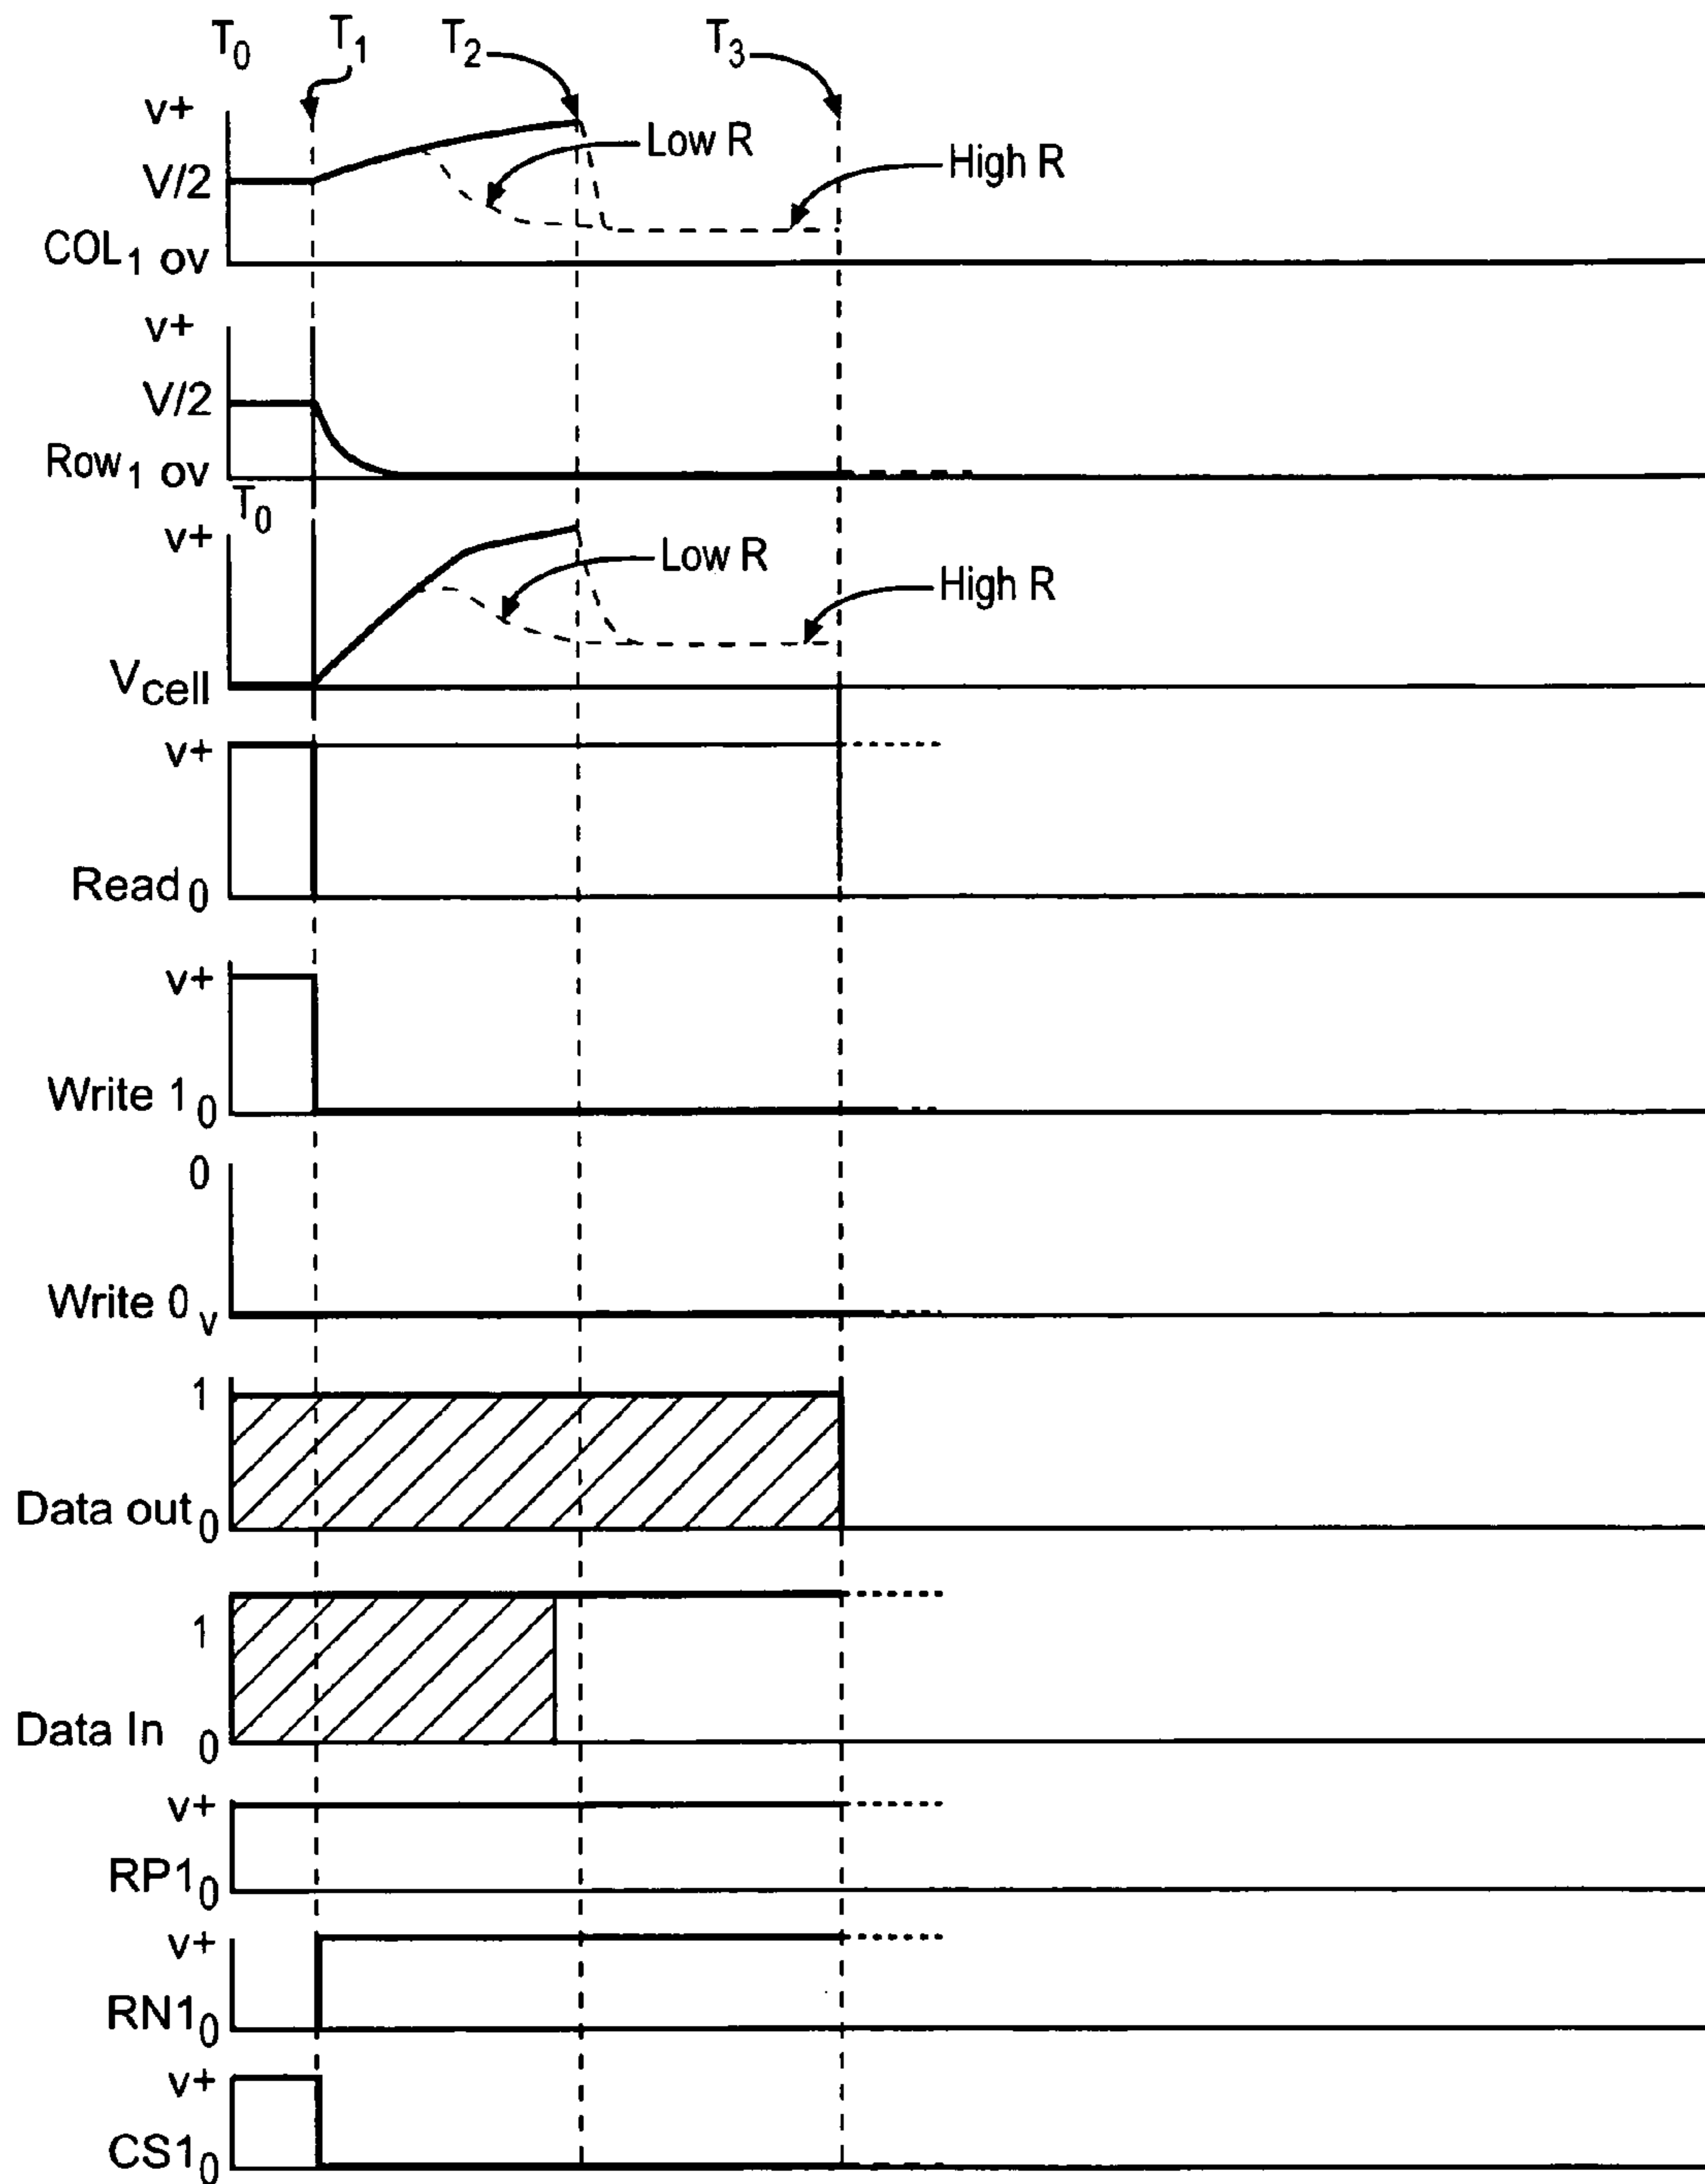 T0 T1 T2 T3
v+
Low R
High R
V/2
COL1 ov
v+
V/2
Row1 ov
T0
v+
Low R
High R
Vcell
v+
Read 0
v+
Write 1 0
0
Write 0 v
1
Data out 0
1
Data In 0
v+
RP1 0
v+
RN1 0
v+
CS1 0